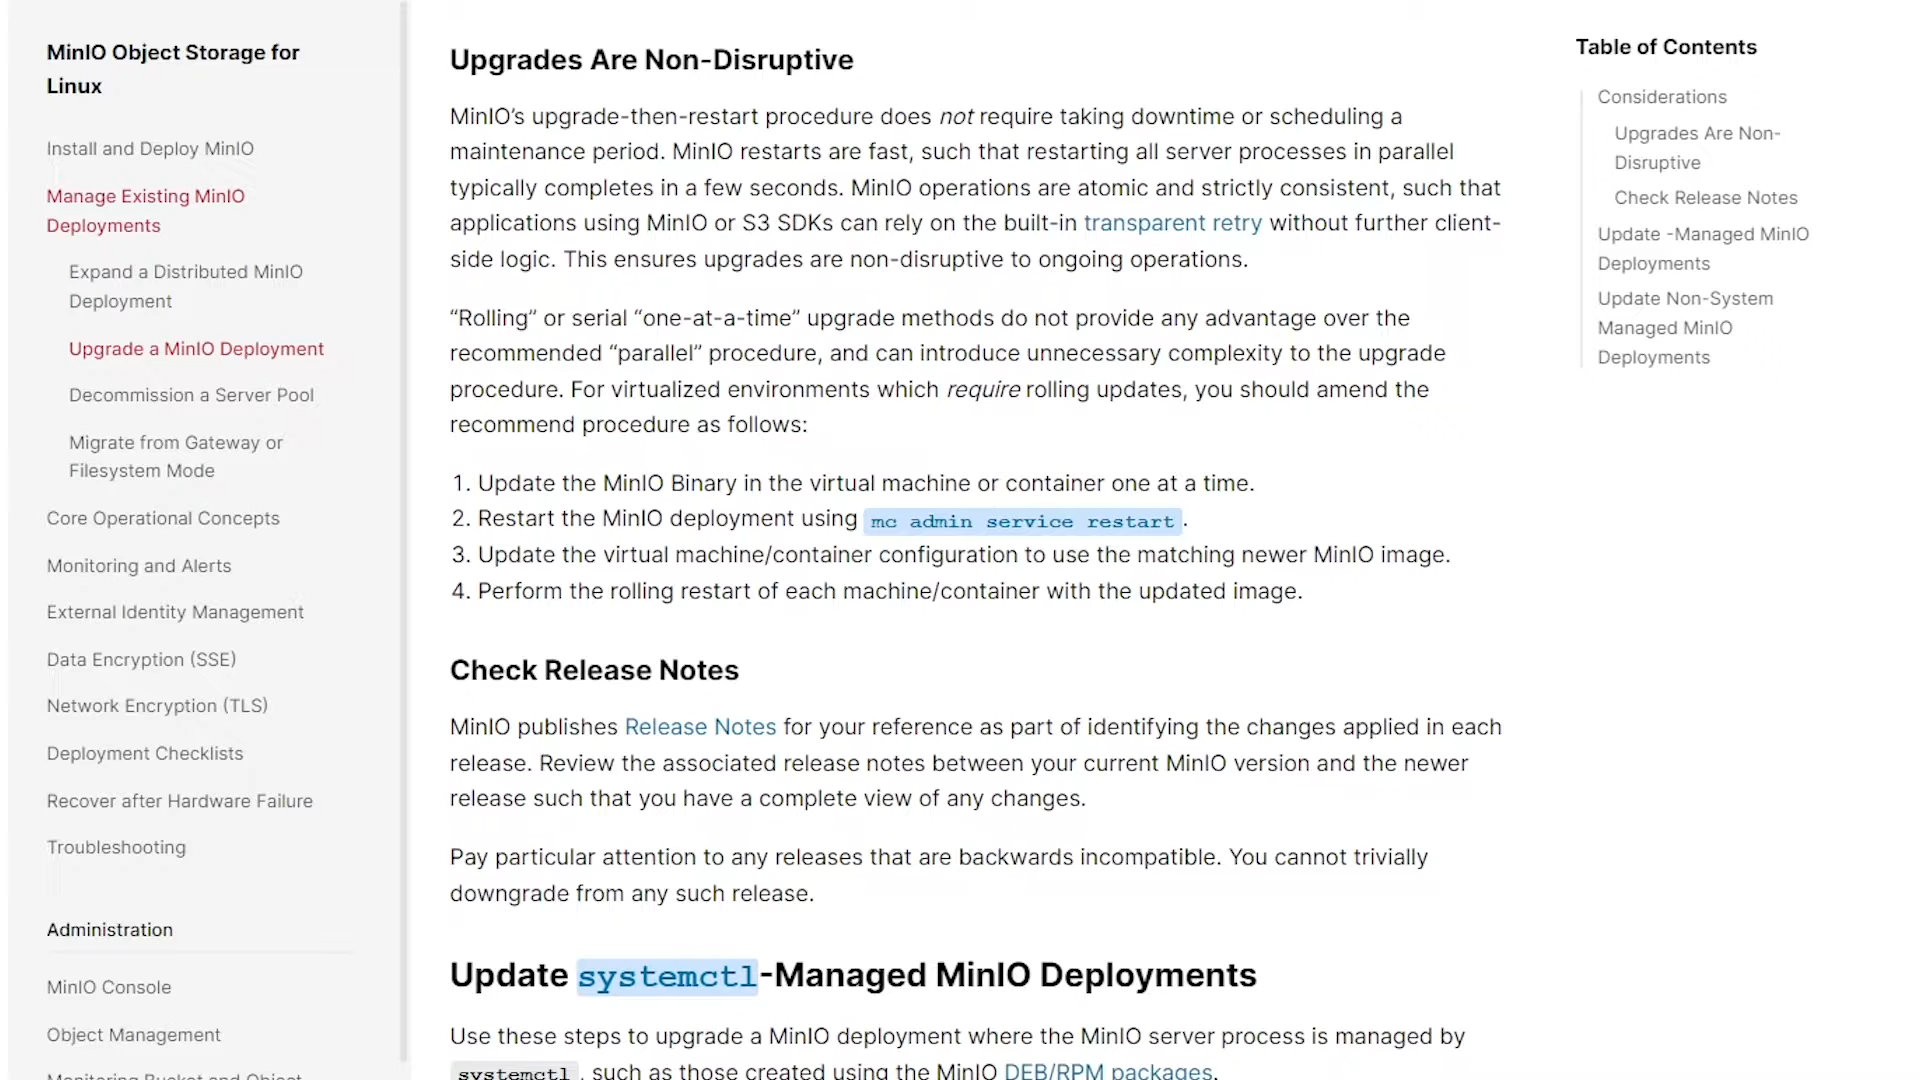 MinIO Object Storage for
Linux
Install and Deploy MinIO
Manage Existing MinIO
Deployments
Expand a Distributed MinIO
Deployment
Upgrade a MinIO Deployment
Decommission a Server Pool
Migrate from Gateway or
Filesystem Mode
Core Operational Concepts
Monitoring and Alerts
External Identity Management
Data Encryption (SSE)
Network Encryption (TLS)
Deployment Checklists
Recover after Hardware Failure
Troubleshooting
Administration
MinIO Console
Object Management
Monitoring Bucket and Object
Upgrades Are Non-Disruptive
MinIO’s upgrade-then-restart procedure does not require taking downtime or scheduling a
maintenance period. MinIO restarts are fast, such that restarting all server processes in parallel
typically completes in a few seconds. MinIO operations are atomic and strictly consistent, such that
applications using MinIO or S3 SDKs can rely on the built-in transparent retry without further client-
side logic. This ensures upgrades are non-disruptive to ongoing operations.
“Rolling” or serial “one-at-a-time” upgrade methods do not provide any advantage over the
recommended “parallel” procedure, and can introduce unnecessary complexity to the upgrade
procedure. For virtualized environments which require rolling updates, you should amend the
recommend procedure as follows:
1. Update the MinIO Binary in the virtual machine or container one at a time.
2. Restart the MinIO deployment using mc admin service restart.
3. Update the virtual machine/container configuration to use the matching newer MinIO image.
4. Perform the rolling restart of each machine/container with the updated image.
Check Release Notes
MinIO publishes Release Notes for your reference as part of identifying the changes applied in each
release. Review the associated release notes between your current MinIO version and the newer
release such that you have a complete view of any changes.
Pay particular attention to any releases that are backwards incompatible. You cannot trivially
downgrade from any such release.
Update systemctl-Managed MinIO Deployments
Use these steps to upgrade a MinIO deployment where the MinIO server process is managed by
systemctl, such as those created using the MinIO DEB/RPM packages.
Table of Contents
Considerations
Upgrades Are Non-
Disruptive
Check Release Notes
Update -Managed MinIO
Deployments
Update Non-System
Managed MinIO
Deployments